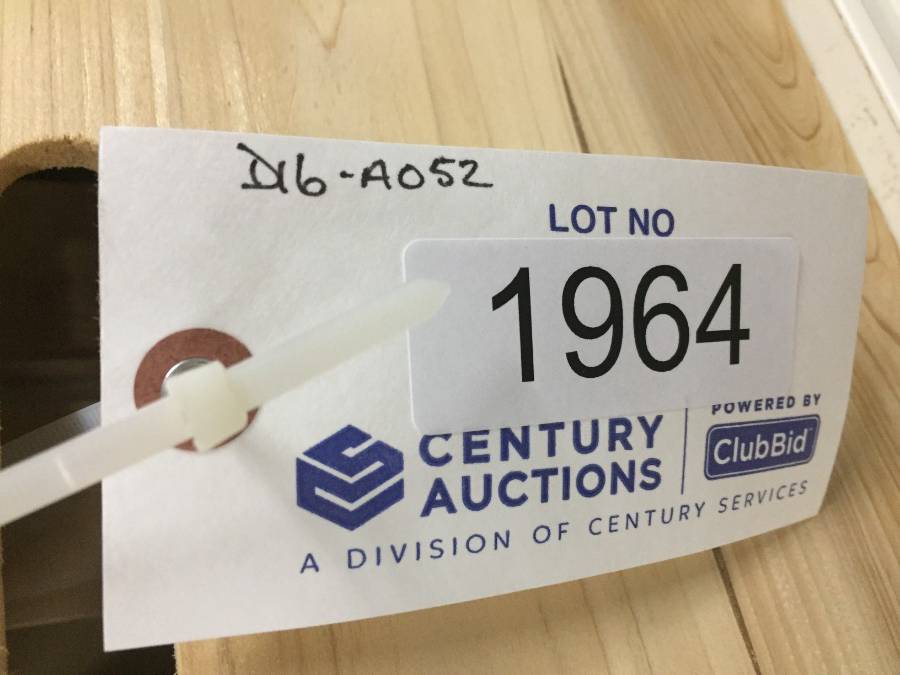 D16-A052
LOT NO
1964
CENTURY
AUCTIONS
POWERED BY
ClubBid
A DIVISION OF CENTURY SERVICES